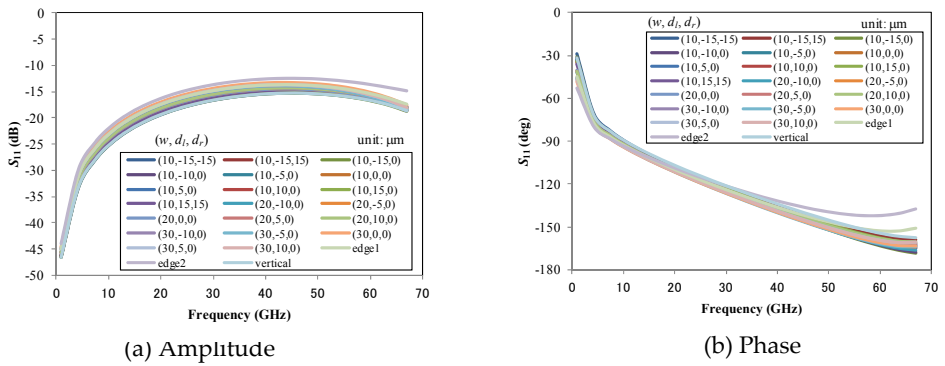 0
-5
-10
-15
-20
-25
-30
-35
-40
-45
-50
S11 (dB)
(w, dl, dr) unit: μm
(10,-15,-15) (10,-15,15) (10,-15,0)
(10,-10,0) (10,-5,0) (10,0,0)
(10,5,0) (10,10,0) (10,15,0)
(10,15,15) (20,-10,0) (20,-5,0)
(20,0,0) (20,5,0) (20,10,0)
(30,-10,0) (30,-5,0) (30,0,0)
(30,5,0) (30,10,0) edge1
edge2 vertical
0 10 20 30 40 50 60 70
Frequency (GHz)
(a) Amplitude
0
-30
-60
-90
-120
-150
-180
S11 (deg)
(w, dl, dr) unit: μm
(10,-15,-15) (10,-15,15) (10,-15,0)
(10,-10,0) (10,-5,0) (10,0,0)
(10,5,0) (10,10,0) (10,15,0)
(10,15,15) (20,-10,0) (20,-5,0)
(20,0,0) (20,5,0) (20,10,0)
(30,-10,0) (30,-5,0) (30,0,0)
(30,5,0) (30,10,0) edge1
edge2 vertical
0 10 20 30 40 50 60 70
Frequency (GHz)
(b) Phase